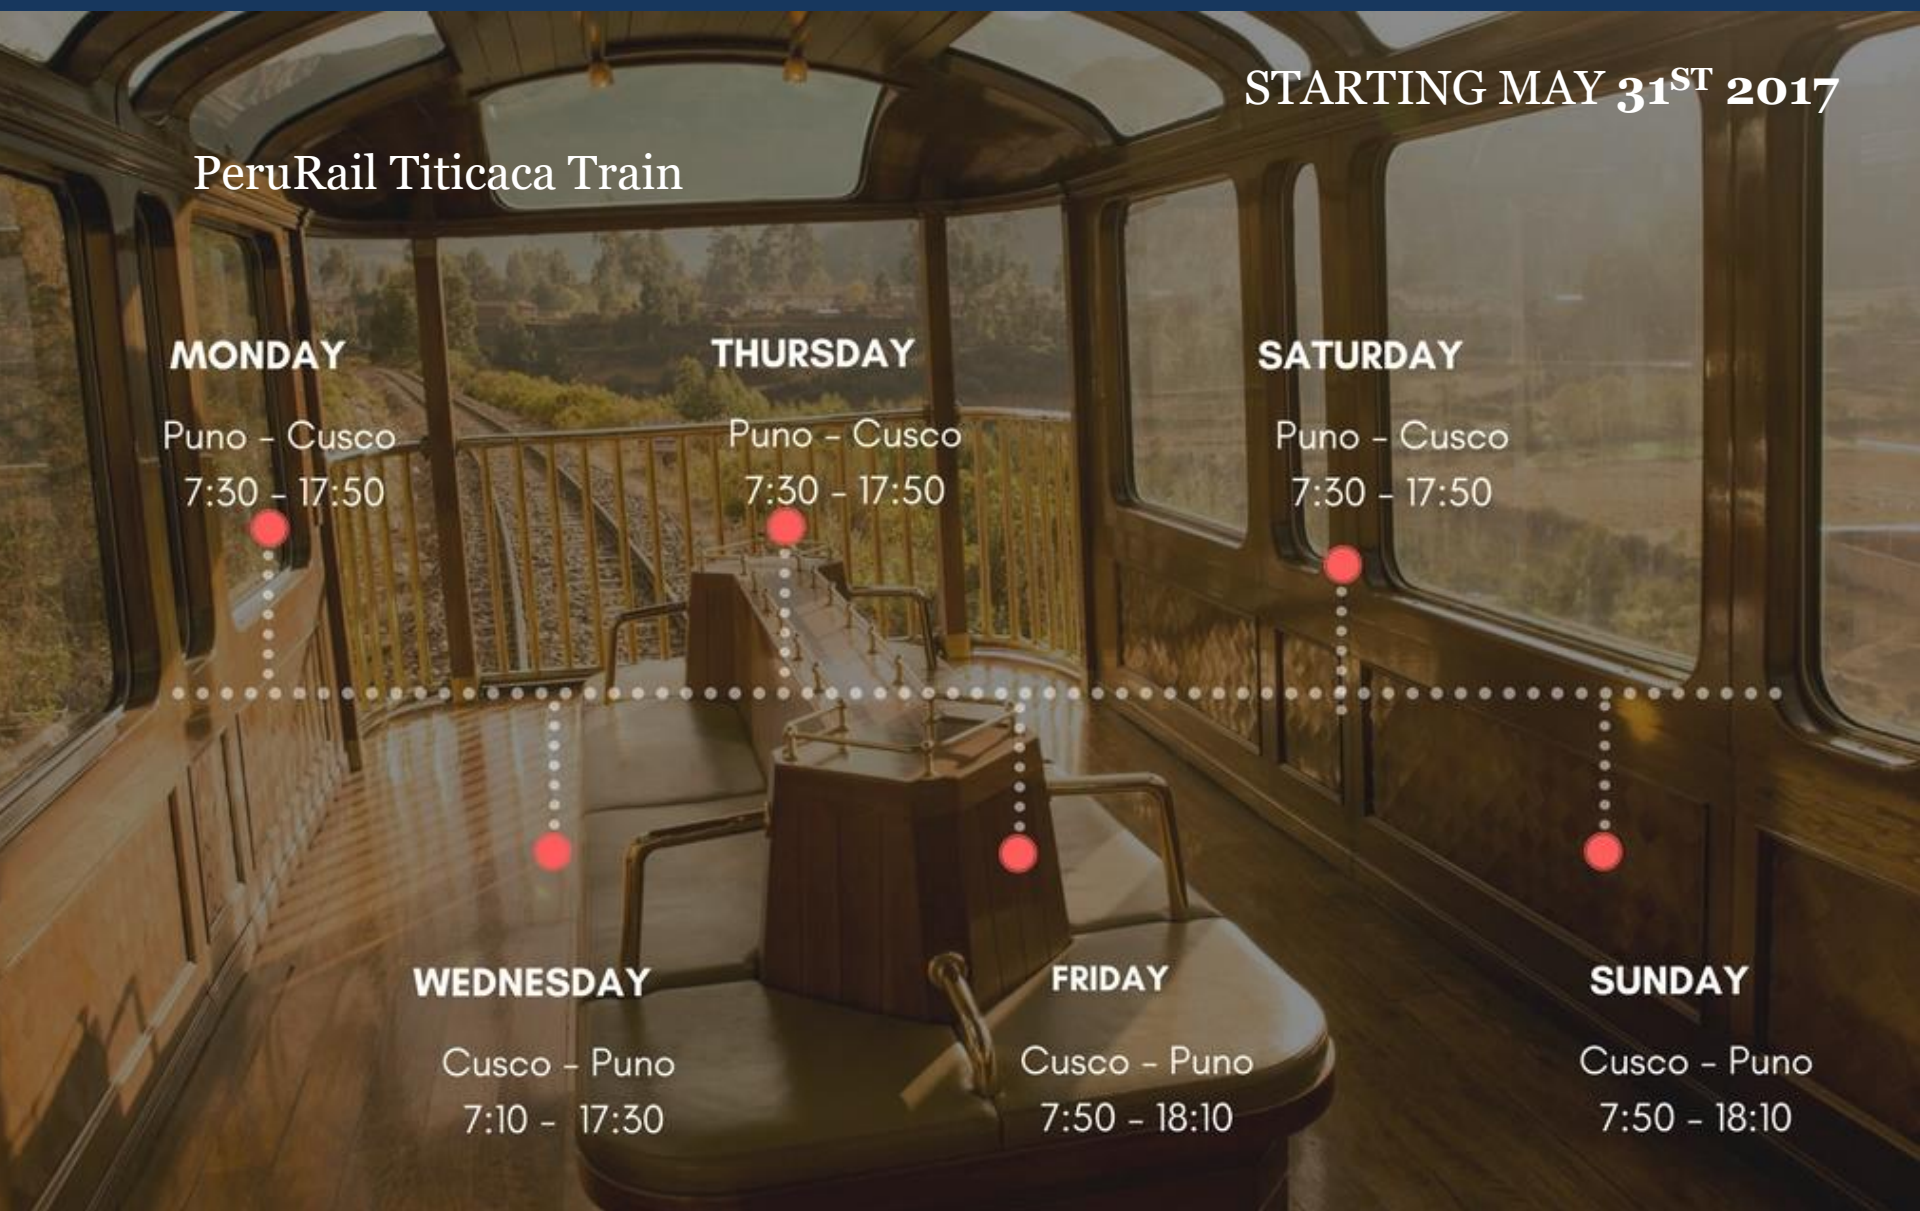 STARTING MAY 31ST 2017
PeruRail Titicaca Train
MONDAY
Puno - Cusco
7:30 - 17:50
THURSDAY
Puno - Cusco
7:30 - 17:50
SATURDAY
Puno - Cusco
7:30 - 17:50
WEDNESDAY
Cusco - Puno
7:10 - 17:30
FRIDAY
Cusco - Puno
7:50 - 18:10
SUNDAY
Cusco - Puno
7:50 - 18:10